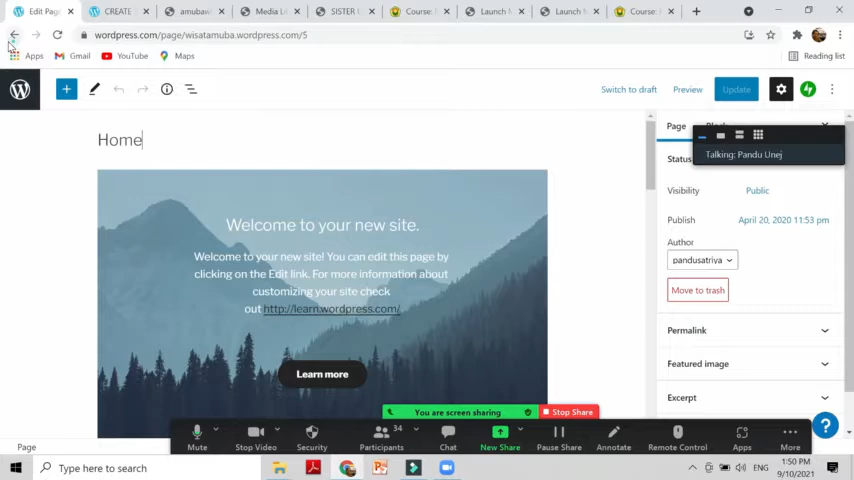 Edit Pag
CREATE
amubaw
Media L
SISTER
Course:
Launch M
Launch M
Course:
wordpress.com/page/wisatamuba.wordpress.com/5
Apps
Gmail
YouTube
Maps
Reading list
Switch to draft
Preview
Update
Home
Page
Block
Talking: Pandu Unej
Status
Visibility
Public
Publish
April 20, 2020 11:53 pm
Author
pandusatriya
Move to trash
Permalink
Featured image
Excerpt
Welcome to your new site.
Welcome to your new site! You can edit this page by
clicking on the Edit link. For more information about
customizing your site check
out http://learn.wordpress.com/
Learn more
You are screen sharing
Stop Share
Mute
Stop Video
Security
34
Participants
Chat
New Share
Pause Share
Annotate
Remote Control
Apps
More
Page
Type here to search
ENG
1:50 PM
9/10/2021